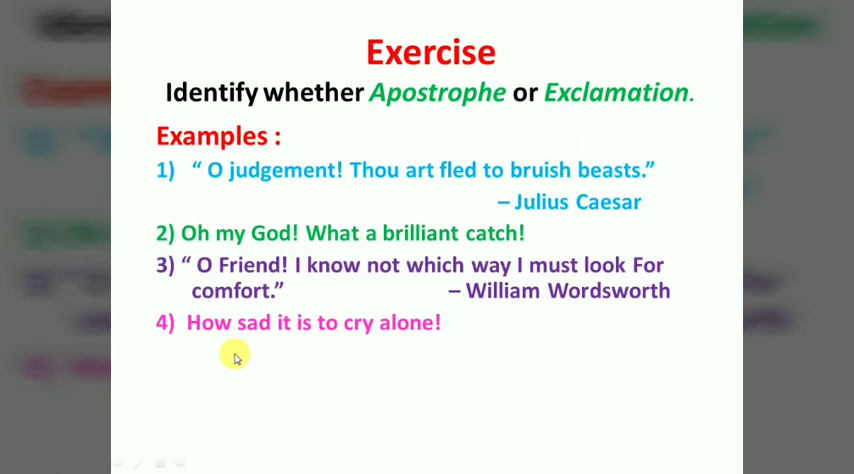 Exercise
Identify whether Apostrophe or Exclamation.
Examples :
1) “ O judgement! Thou art fled to bruish beasts.”
– Julius Caesar
2) Oh my God! What a brilliant catch!
3) “ O Friend! I know not which way I must look For
comfort.” – William Wordsworth
4) How sad it is to cry alone!